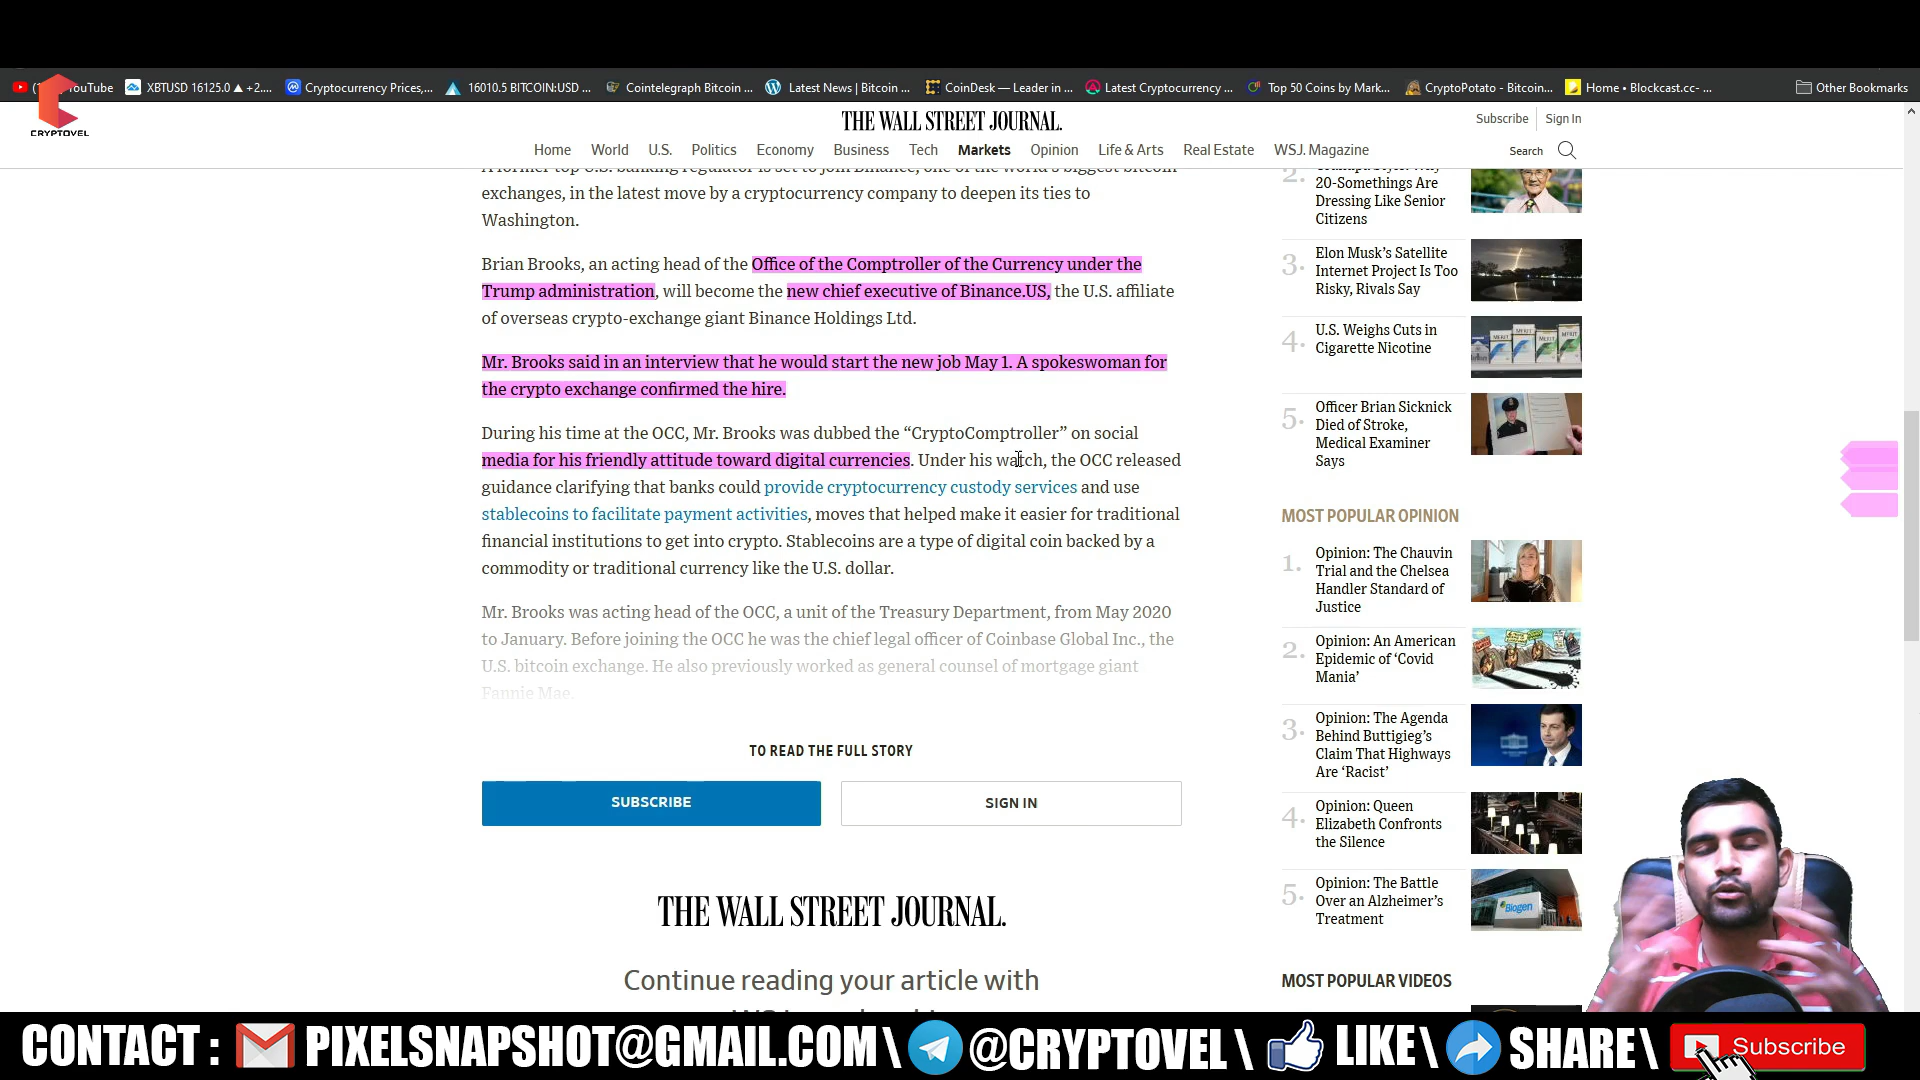 (1 YouTube
XBTUSD 16125.0 ▲ +2....
Cryptocurrency Prices,...
16010.5 BITCOIN:USD ...
Cointelegraph Bitcoin ...
Latest News | Bitcoin ...
CoinDesk — Leader in ...
Latest Cryptocurrency ...
Top 50 Coins by Mark...
CryptoPotato - Bitcoin...
Home • Blockcast.cc- ...
Other Bookmarks
CRYPTOVEL
THE WALL STREET JOURNAL.
Subscribe | Sign In
Home World U.S. Politics Economy Business Tech Markets Opinion Life & Arts Real Estate WSJ. Magazine
Search
A former top U.S. banking regulator is set to join Binance, one of the world's biggest bitcoin
exchanges, in the latest move by a cryptocurrency company to deepen its ties to
Washington.
Brian Brooks, an acting head of the Office of the Comptroller of the Currency under the
Trump administration, will become the new chief executive of Binance.US, the U.S. affiliate
of overseas crypto-exchange giant Binance Holdings Ltd.
Mr. Brooks said in an interview that he would start the new job May 1. A spokeswoman for
the crypto exchange confirmed the hire.
During his time at the OCC, Mr. Brooks was dubbed the “CryptoComptroller” on social
media for his friendly attitude toward digital currencies. Under his watch, the OCC released
guidance clarifying that banks could provide cryptocurrency custody services and use
stablecoins to facilitate payment activities, moves that helped make it easier for traditional
financial institutions to get into crypto. Stablecoins are a type of digital coin backed by a
commodity or traditional currency like the U.S. dollar.
Mr. Brooks was acting head of the OCC, a unit of the Treasury Department, from May 2020
to January. Before joining the OCC he was the chief legal officer of Coinbase Global Inc., the
U.S. bitcoin exchange. He also previously worked as general counsel of mortgage giant
Fannie Mae.
TO READ THE FULL STORY
SUBSCRIBE
SIGN IN
THE WALL STREET JOURNAL.
Continue reading your article with
2.
20-Somethings Are
Dressing Like Senior
Citizens
3.
Elon Musk’s Satellite
Internet Project Is Too
Risky, Rivals Say
4.
U.S. Weighs Cuts in
Cigarette Nicotine
5.
Officer Brian Sicknick
Died of Stroke,
Medical Examiner
Says
MOST POPULAR OPINION
1.
Opinion: The Chauvin
Trial and the Chelsea
Handler Standard of
Justice
2.
Opinion: An American
Epidemic of ‘Covid
Mania’
3.
Opinion: The Agenda
Behind Buttigieg’s
Claim That Highways
Are ‘Racist’
4.
Opinion: Queen
Elizabeth Confronts
the Silence
5.
Opinion: The Battle
Over an Alzheimer’s
Treatment
Biogen
MOST POPULAR VIDEOS
CONTACT : PIXELSNAPSHOT@GMAIL.COM \ @CRYPTOVEL \ LIKE \ SHARE \ Subscribe